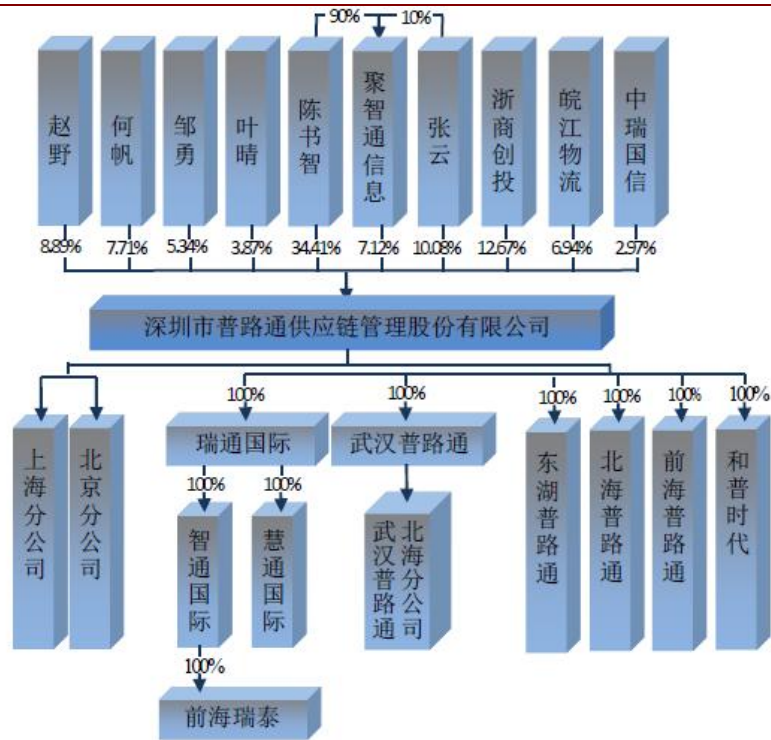 90% 10%
赵野
何帆
邹勇
叶晴
陈书智
聚智通信息
张云
浙商创投
皖江物流
中瑞国信
8.89% 7.71% 5.34% 3.87% 34.41% 7.12% 10.08% 12.67% 6.94% 2.97%
深圳市普路通供应链管理股份有限公司
100% 100% 100% 100% 100% 100%
上海分公司
北京分公司
瑞通国际
武汉普路通
东湖普路通
北海普路通
前海普路通
和普时代
100% 100%
智通国际
慧通国际
武汉普路通
北海分公司
100%
前海瑞泰